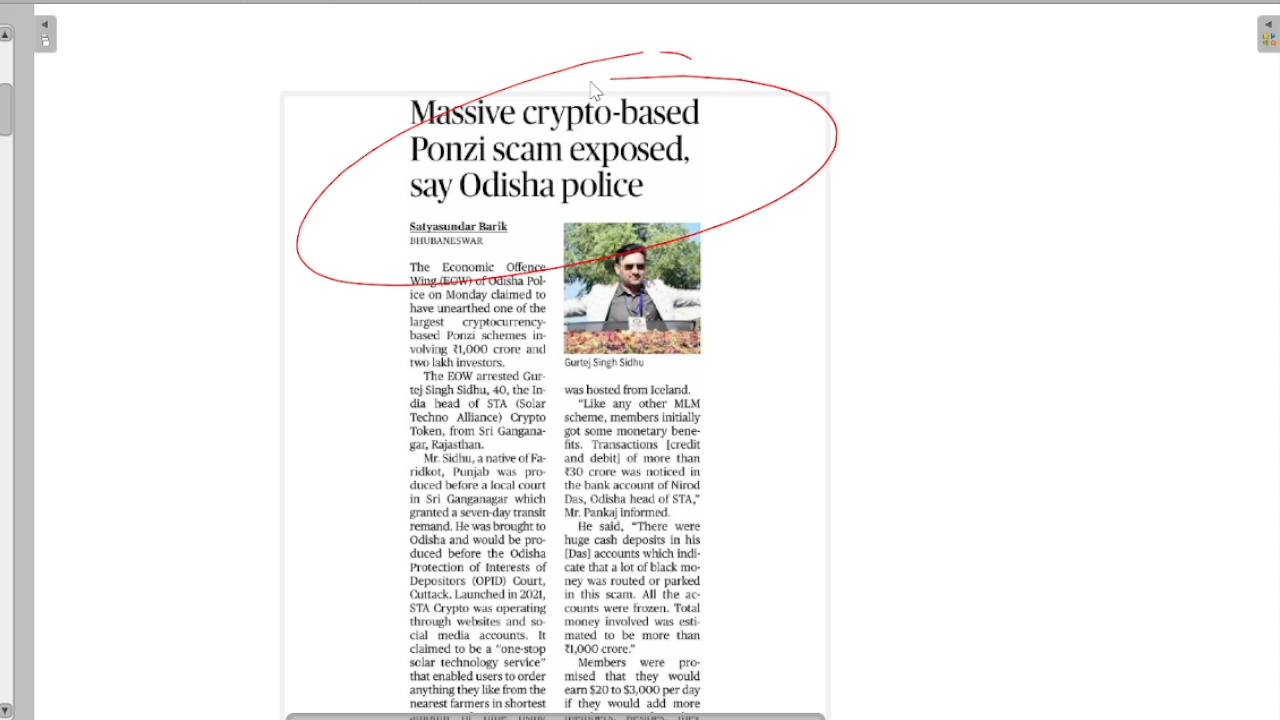 Massive crypto-based
Ponzi scam exposed,
say Odisha police
Satyasundar Barik
BHUBANESWAR
The Economic Offence
Wing (EOW) of Odisha Pol-
ice on Monday claimed to
have unearthed one of the
largest cryptocurrency-
based Ponzi schemes in-
volving ₹1,000 crore and
two lakh investors.
The EOW arrested Gur-
tej Singh Sidhu, 40, the In-
dia head of STA (Solar
Techno Alliance) Crypto
Token, from Sri Gangana-
gar, Rajasthan.
Mr. Sidhu, a native of Fa-
ridkot, Punjab was pro-
duced before a local court
in Sri Ganganagar which
granted a seven-day transit
remand. He was brought to
Odisha and would be pro-
duced before the Odisha
Protection of Interests of
Depositors (OPID) Court,
Cuttack. Launched in 2021,
STA Crypto was operating
through websites and so-
cial media accounts. It
claimed to be a “one-stop
solar technology service”
that enabled users to order
anything they like from the
nearest farmers in shortest
Gurtej Singh Sidhu
was hosted from Iceland.
“Like any other MLM
scheme, members initially
got some monetary bene-
fits. Transactions [credit
and debit] of more than
₹30 crore was noticed in
the bank account of Nirod
Das, Odisha head of STA,”
Mr. Pankaj informed.
He said, “There were
huge cash deposits in his
[Das] accounts which indi-
cate that a lot of black mo-
ney was routed or parked
in this scam. All the ac-
counts were frozen. Total
money involved was esti-
mated to be more than
₹1,000 crore.”
Members were pro-
mised that they would
earn $20 to $3,000 per day
if they would add more